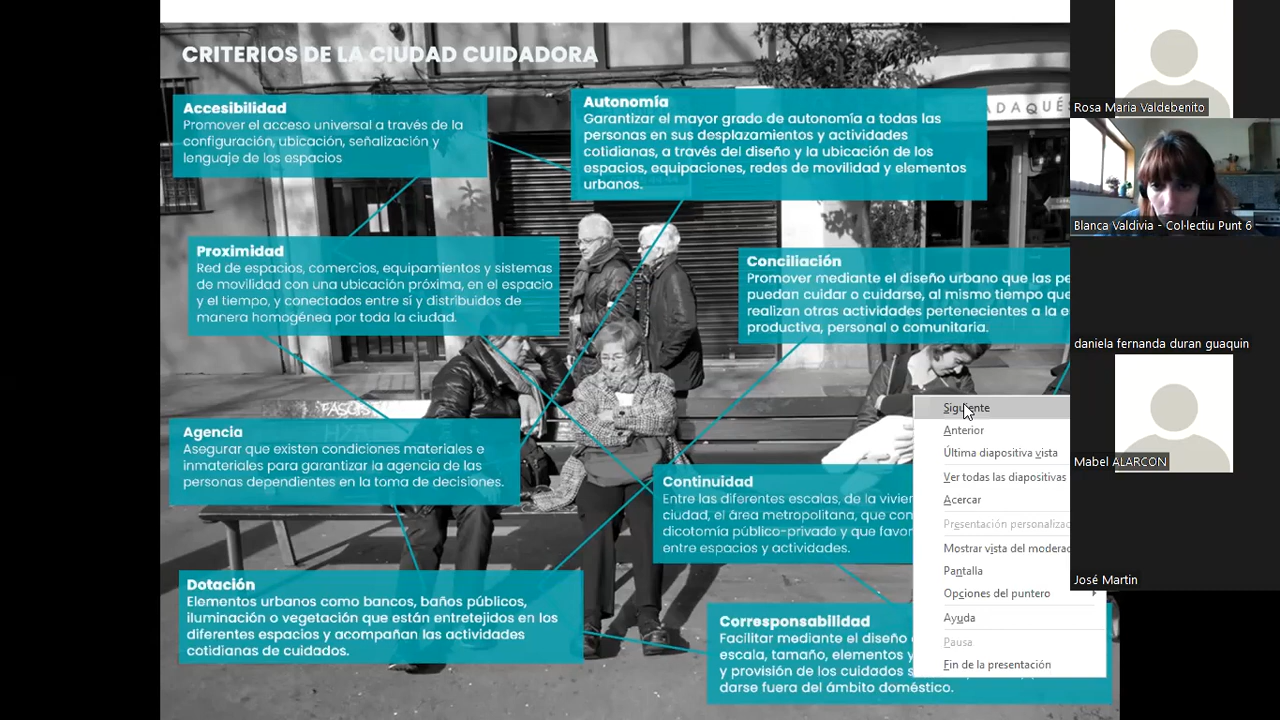 CRITERIOS DE LA CIUDAD CUIDADORA
Accesibilidad
Promover el acceso universal a través de la
configuración, ubicación, señalización y
lenguaje de los espacios
Autonomía
Garantizar el mayor grado de autonomía a todas las
personas en sus desplazamientos y actividades
cotidianas, a través del diseño y la ubicación de los
espacios, equipaciones, redes de movilidad y elementos
urbanos.
ADAQUÉS
Proximidad
Red de espacios, comercios, equipamientos y sistemas
de movilidad con una ubicación próxima, en el espacio
y el tiempo, y conectados entre sí y distribuidos de
manera homogénea por toda la ciudad.
Conciliación
Promover mediante el diseño urbano que las pe
puedan cuidar o cuidarse, al mismo tiempo que
realizan otras actividades pertenecientes a la e
productiva, personal o comunitaria.
Agencia
Asegurar que existen condiciones materiales e
inmateriales para garantizar la agencia de las
personas dependientes en la toma de decisiones.
Continuidad
Entre las diferentes escalas, de la vivien
ciudad, el área metropolitana, que con
dicotomía público-privado y que favor
entre espacios y actividades.
Dotación
Elementos urbanos como bancos, baños públicos,
iluminación o vegetación que están entretejidos en los
diferentes espacios y acompañan las actividades
cotidianas de cuidados.
Corresponsabilidad
Facilitar mediante el diseño
escala, tamaño, elementos y
y provisión de los cuidados
darse fuera del ámbito doméstico.
Siguiente
Anterior
Última diapositiva vista
Ver todas las diapositivas
Acercar
Presentación personalizad
Mostrar vista del moderad
Pantalla
Opciones del puntero
Ayuda
Pausa
Fin de la presentación
Rosa Maria Valdebenito
Blanca Valdivia - Col·lectiu Punt 6
daniela fernanda duran guaquin
Mabel ALARCON
José Martin